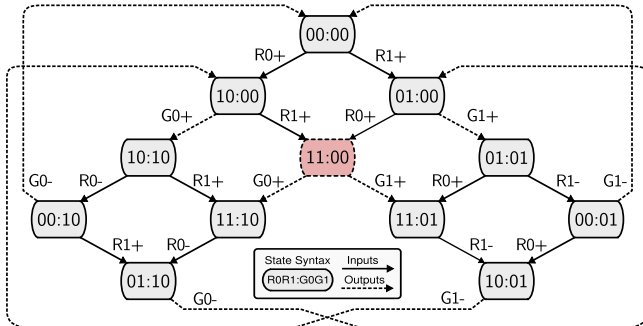 00:00
R0+ R1+
10:00 01:00
G0+ R1+ R0+ G1+
10:10 11:00 01:01
G0- R0- R1+ G0+ G1+ R0+ R1- G1-
00:10 11:10 11:01 00:01
R1+ R0- R1- R0+
State Syntax Inputs
R0R1:G0G1 Outputs
01:10 10:01
G0- G1-